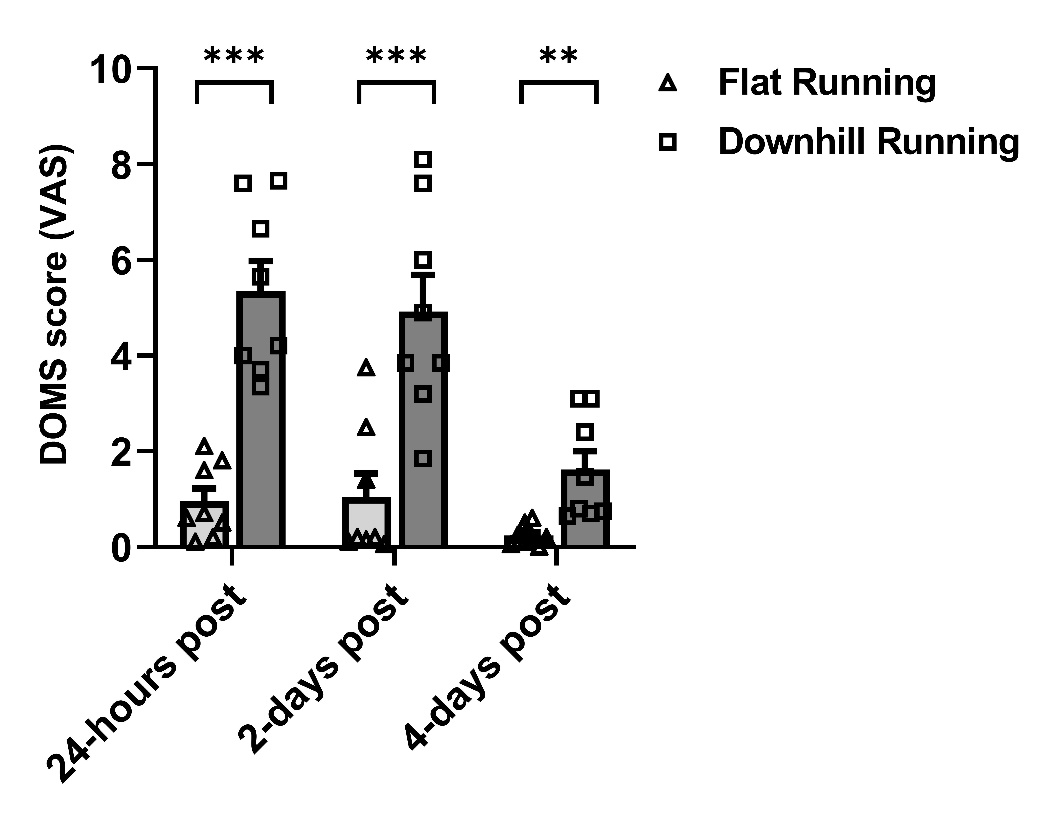 *** *** **
10
8
6
4
2
0
DOMS score (VAS)
Flat Running
Downhill Running
24-hours post
2-days post
4-days post